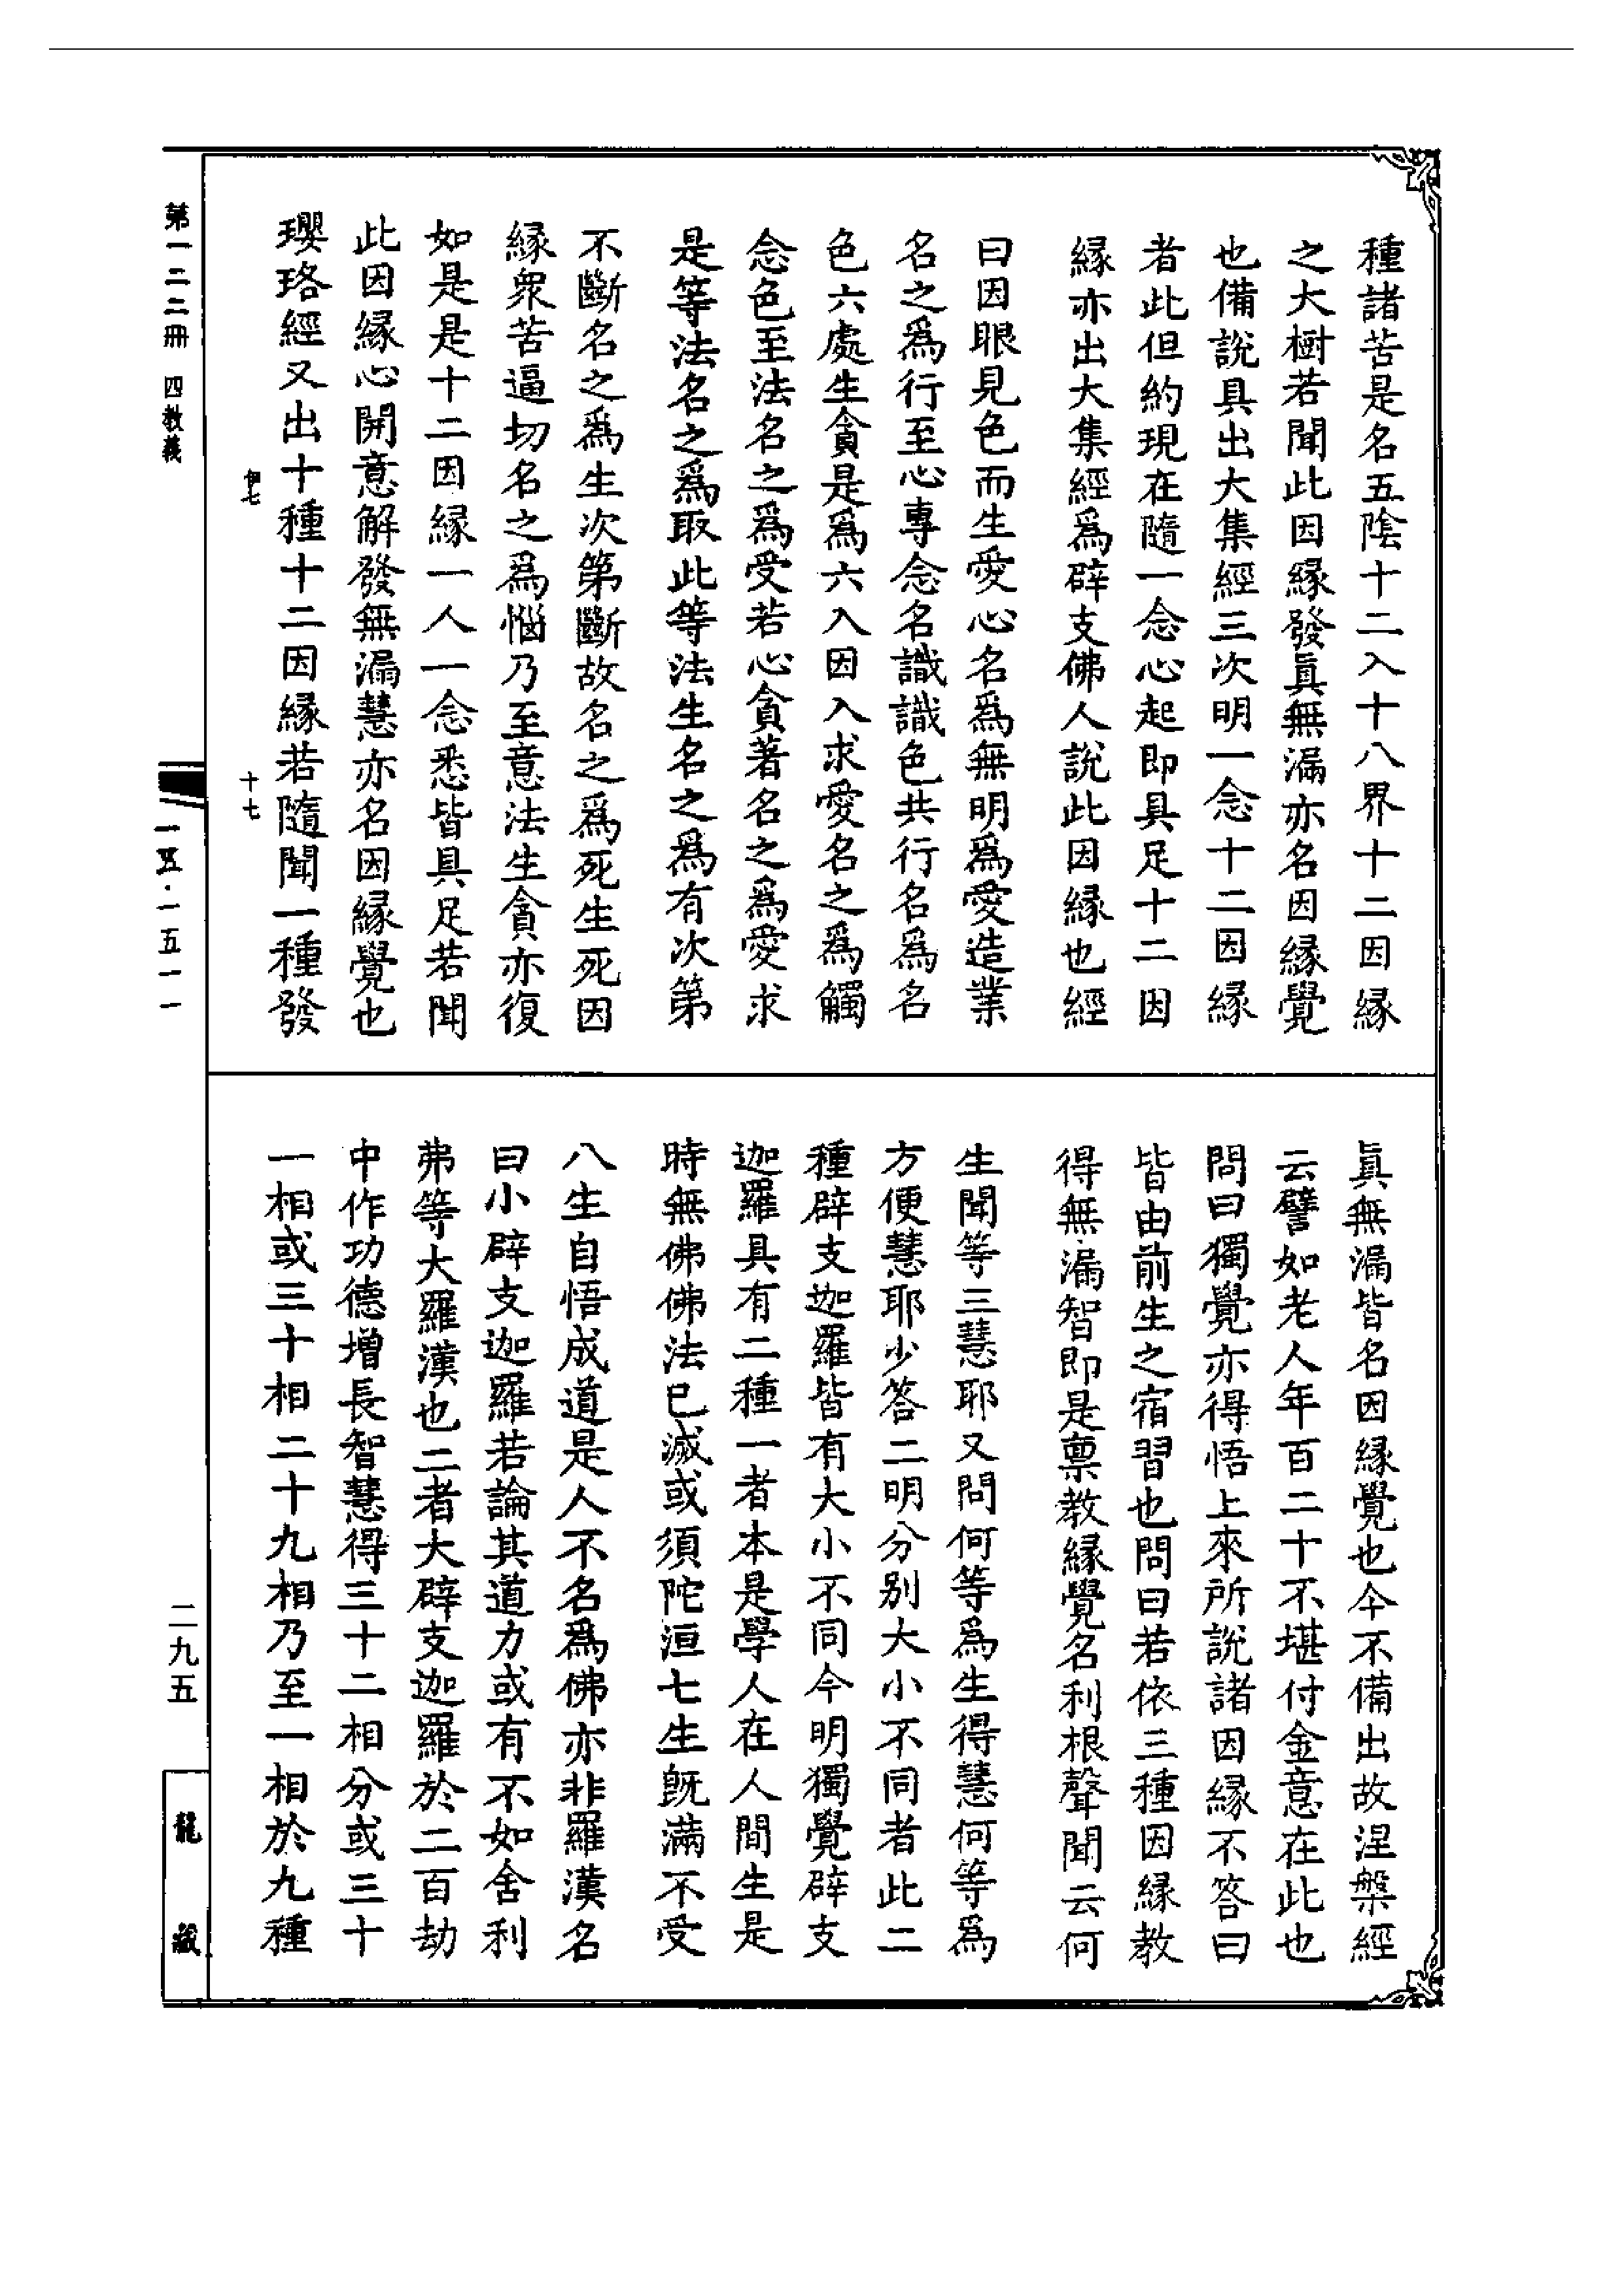 種諸苦是名五陰十二入十八界十二因縁
之大樹若聞此因縁發眞無漏亦名因縁覺
也備說具出大集經三次明一念十二因縁
者此但約現在隨一念心起即具足十二因
縁亦出大集經爲辟支佛人說此因縁也經
曰因眼見色而生愛心名爲無明爲愛造業
名之爲行至心專念名識識色共行名爲名
色六處生貪是爲六入因入求愛名之爲觸
念色至法名之爲受若心貪著名之爲愛求
是等法名之爲取此等法生名之爲有次第
不斷名之爲生次第斷故名之爲死生死因
縁衆苦逼切名之爲惱乃至意法生貪亦復
如是是十二因縁一人一念悉皆具足若聞
此因縁心開意解發無漏慧亦名因縁覺也
瓔珞經又出十種十二因縁若隨聞一種發
眞無漏皆名因縁覺也今不備出故涅槃經
云譬如老人年百二十不堪付金意在此也
問曰獨覺亦得悟上來所說諸因縁不答曰
皆由前生之宿習也問曰若依三種因縁教
得無漏智即是禀教縁覺名利根聲聞云何
生聞等三慧耶又問何等爲生得慧何等爲
方便慧耶少答二明分別大小不同者此二
種辟支迦羅皆有大小不同今明獨覺辟支
迦羅具有二種一者本是學人在人間生是
時無佛佛法已滅或須陀洹七生既滿不受
八生自悟成道是人不名爲佛亦非羅漢名
曰小辟支迦羅若論其道力或有不如舍利
弗等大羅漢也二者大辟支迦羅於二百劫
中作功德增長智慧得三十二相分或三十
一相或三十相二十九相乃至一相於九種
十七
第一二二冊 四教義
一五·一五一一
二九五
龍藏